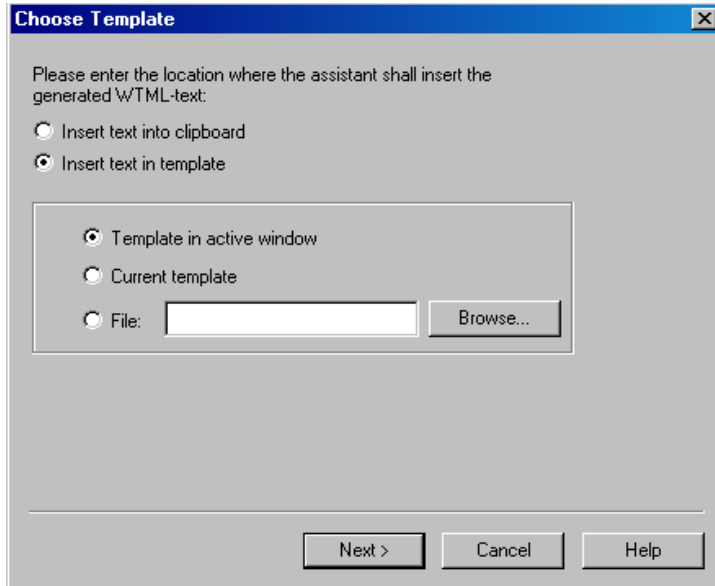 Choose Template
Please enter the location where the assistant shall insert the
generated WTML-text:
Insert text into clipboard
Insert text in template
Template in active window
Current template
File:
Browse...
Next >
Cancel
Help